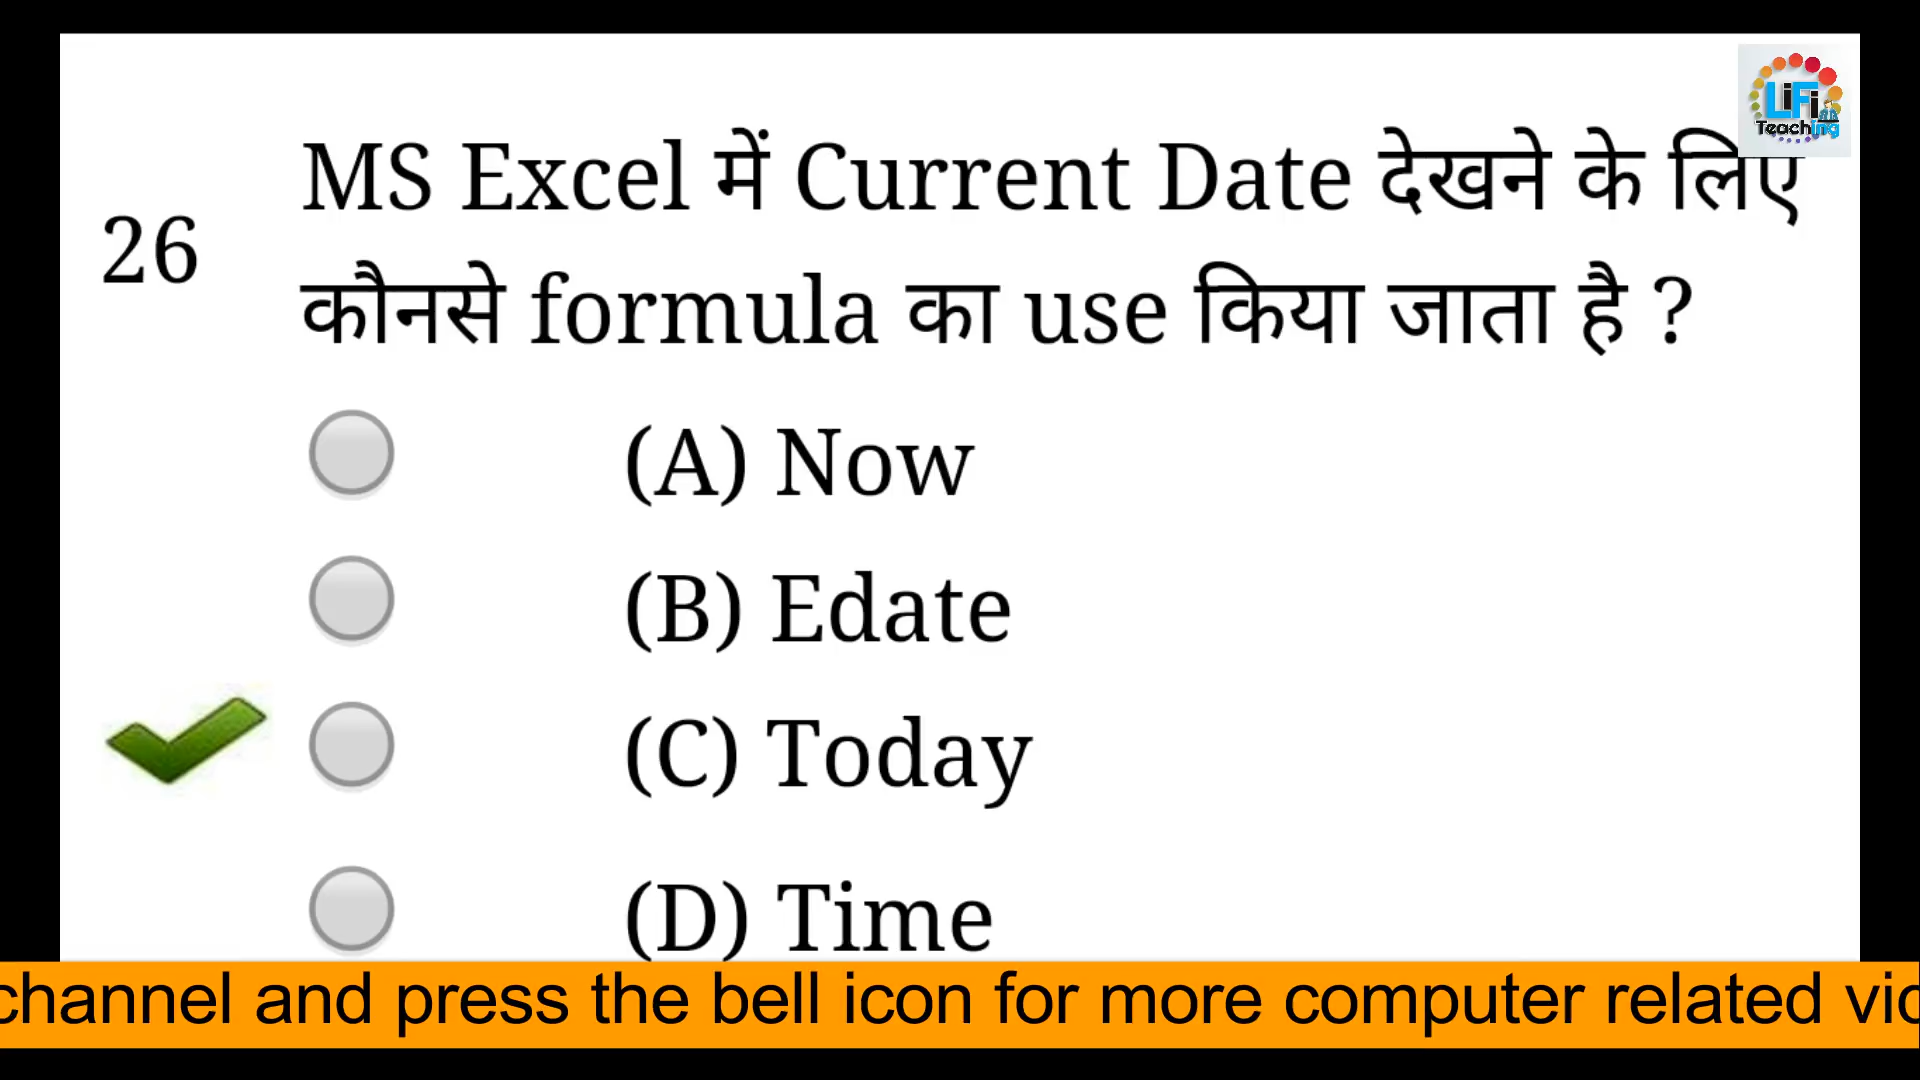 LiFi
Teaching
26
MS Excel में Current Date देखने के लिए
कौनसे formula का use किया जाता है ?
(A) Now
(B) Edate
(C) Today
(D) Time
channel and press the bell icon for more computer related